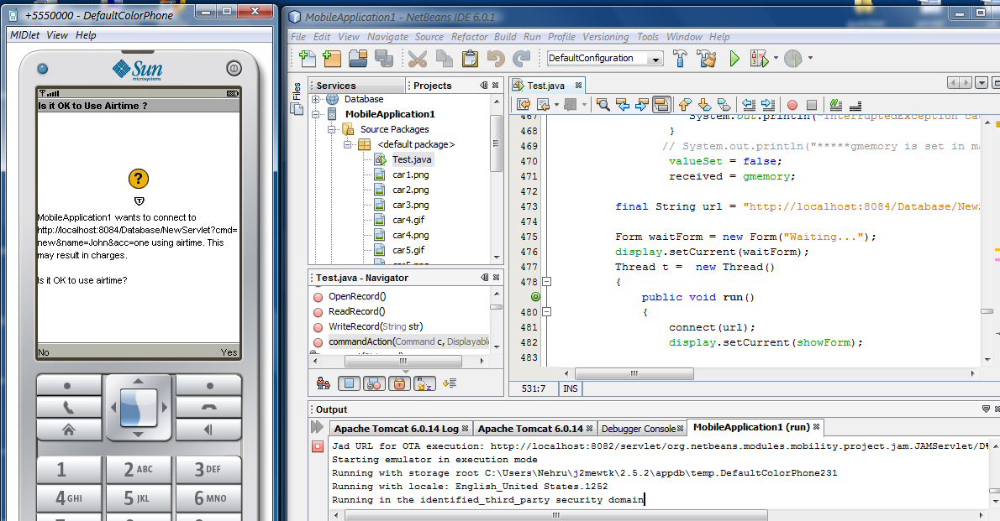 +5550000 - DefaultColorPhone
MIDlet View Help
Sun
microsystems
Is it OK to Use Airtime ?
?
MobileApplication1 wants to connect to
http://localhost:8084/Database/NewServlet?cmd=
new&name=John&acc=one using airtime. This
may result in charges.
Is it OK to use airtime?
No Yes
1 2 ABC 3 DEF
4 GHI 5 JKL 6 MNO
MobileApplication1 - NetBeans IDE 6.0.1
File Edit View Navigate Source Refactor Build Run Profile Versioning Tools Window Help
DefaultConfiguration
Files
Services Projects
Database
MobileApplication1
Source Packages
<default package>
Test.java
car1.png
car2.png
car3.png
car4.gif
car4.png
car5.gif
car5.png
Test.java - Navigator
OpenRecord()
ReadRecord()
WriteRecord(String str)
commandAction(Command c, Displayable
Test.java
467 System.out.println("InterruptedException ca
468 }
469 // System.out.println("*****gmemory is set in ma
470 valueSet = false;
471 received = gmemory;
472
473 final String url = "http://localhost:8084/Database/New
474
475 Form waitForm = new Form("Waiting...");
476 display.setCurrent(waitForm);
477 Thread t = new Thread()
478 {
public void run()
480 {
481 connect(url);
482 display.setCurrent(showForm);
483
531:7 INS
Output
Apache Tomcat 6.0.14 Log Apache Tomcat 6.0.14 Debugger Console MobileApplication1 (run)
Jad URL for OTA execution: http://localhost:8082/servlet/org.netbeans.modules.mobility.project.jam.JAMServlet/D%
Starting emulator in execution mode
Running with storage root C:\Users\Nehru\j2mewtk\2.5.2\appdb\temp.DefaultColorPhone231
Running with locale: English_United States.1252
Running in the identified_third_party security domain